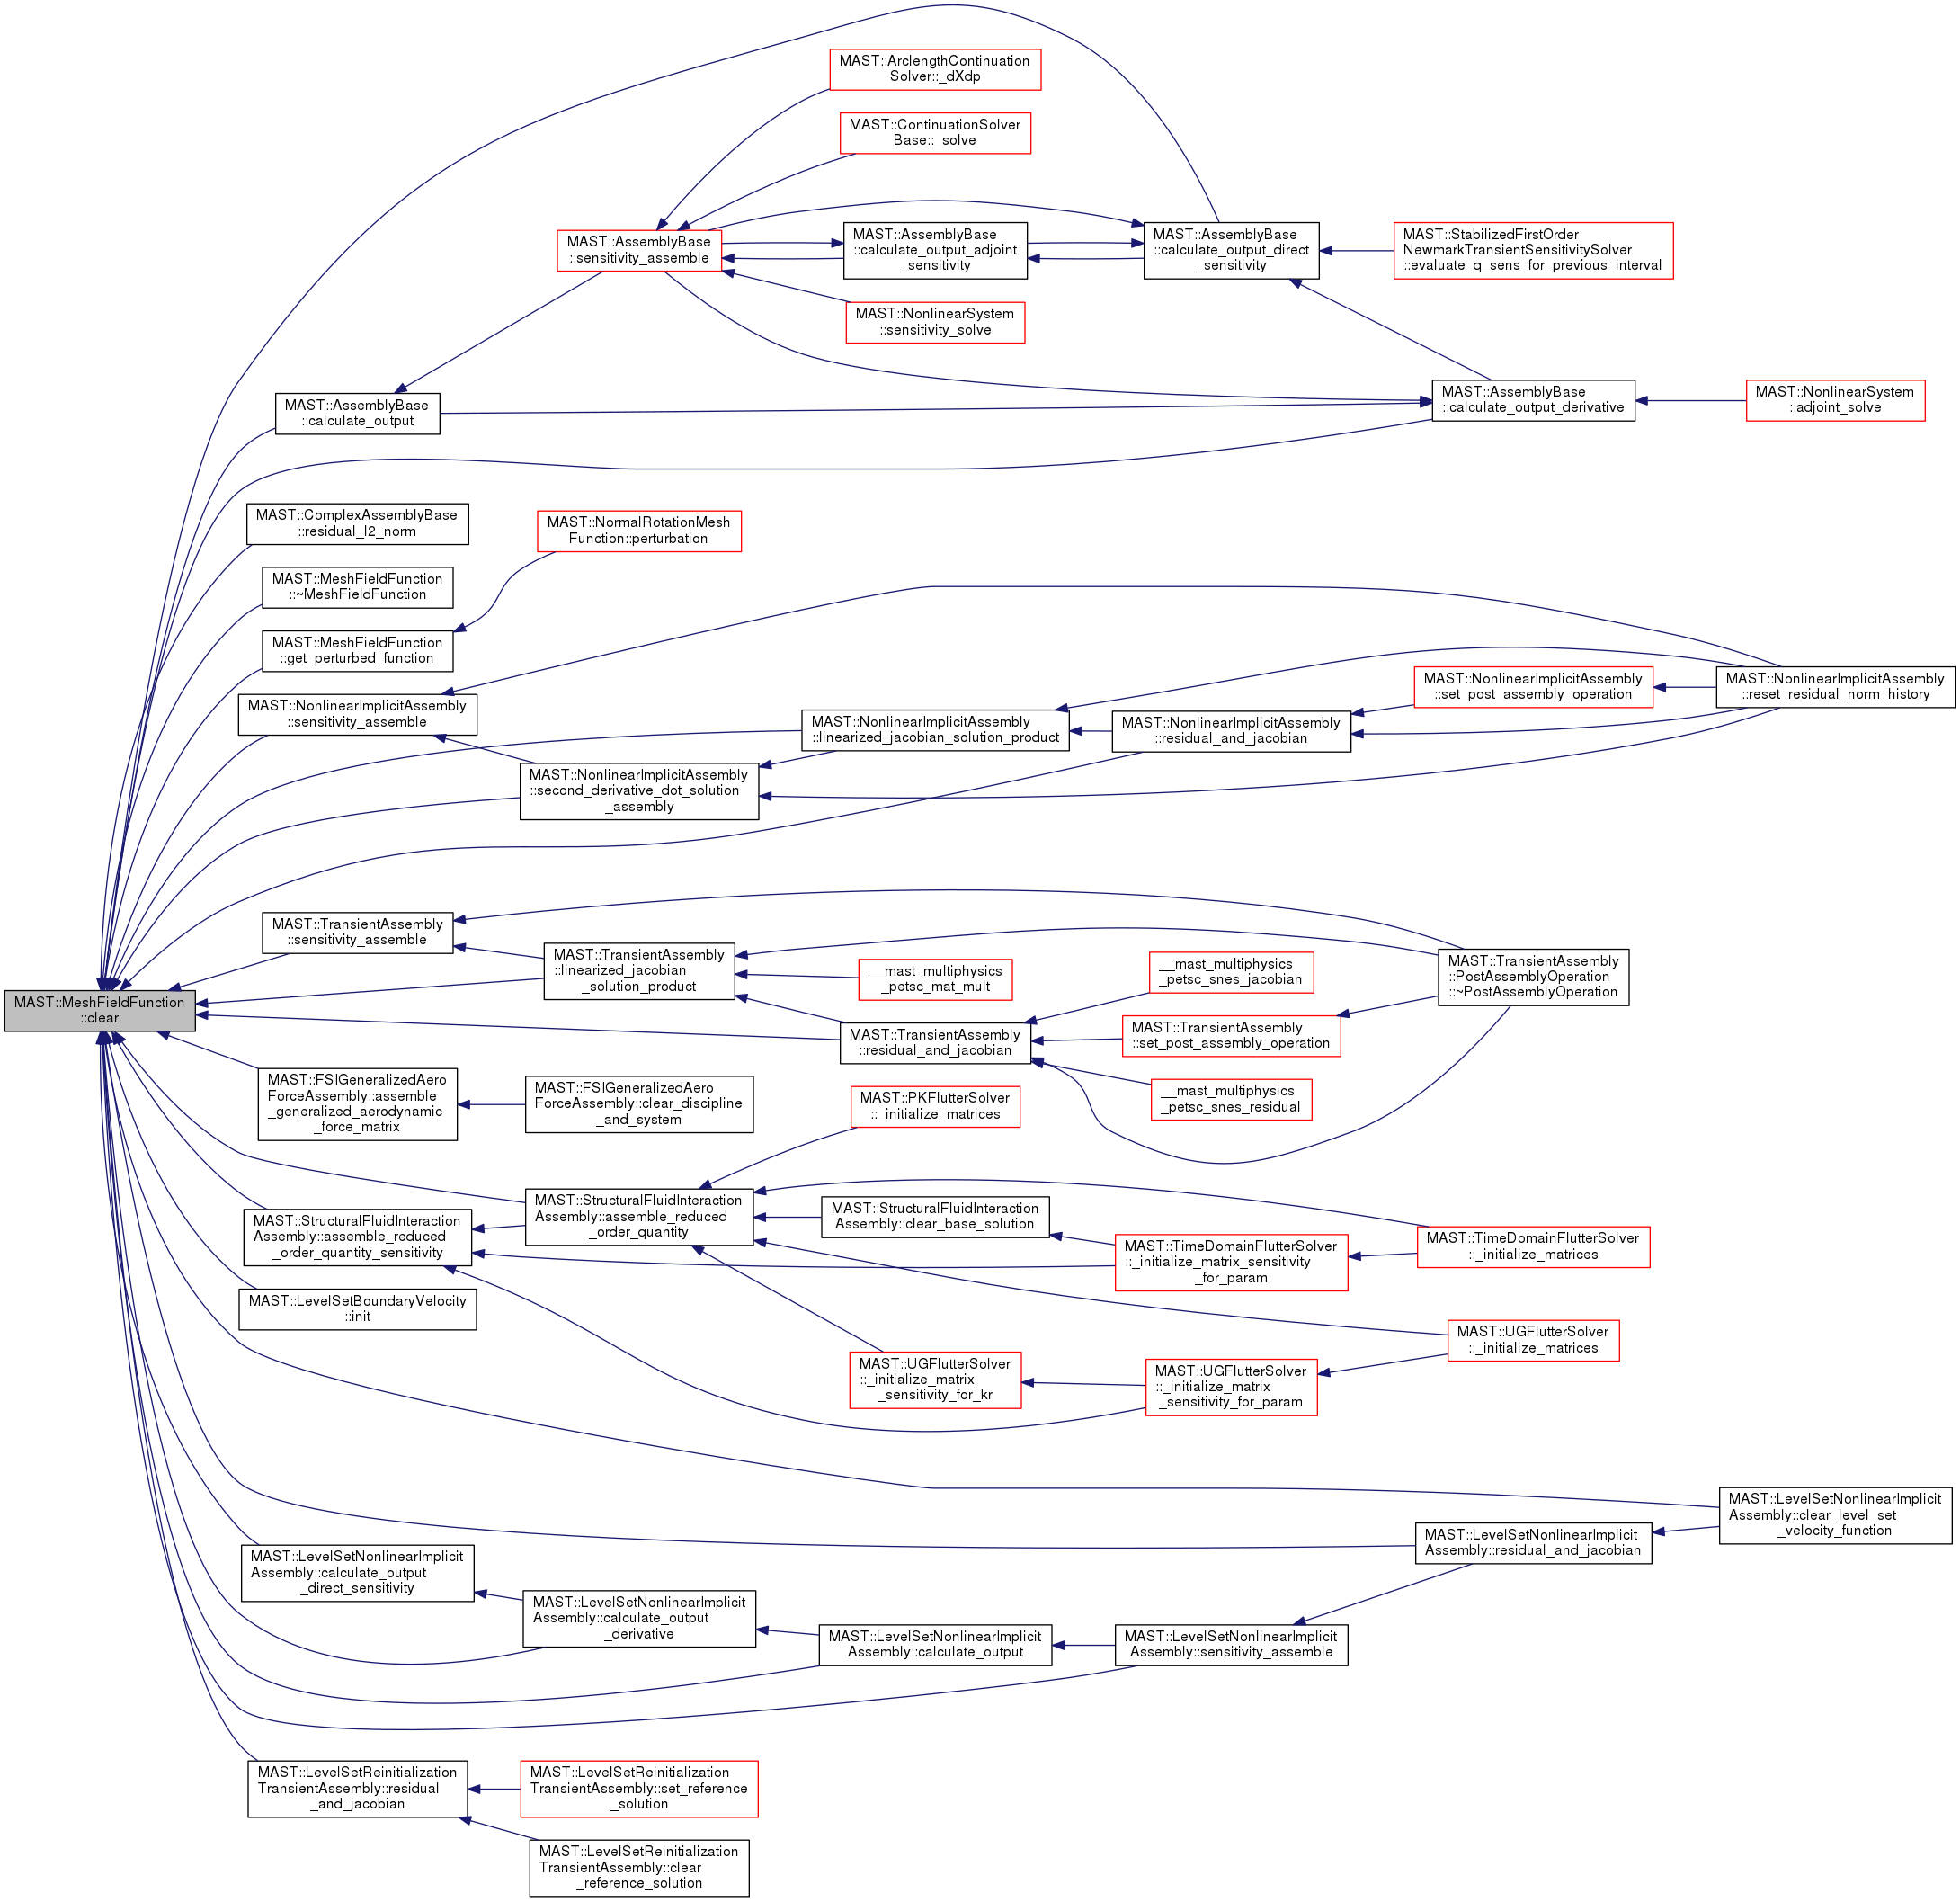 MAST::ArclengthContinuation
Solver::_dXdp
MAST::ContinuationSolver
Base::_solve
MAST::AssemblyBase
::sensitivity_assemble
MAST::AssemblyBase
::calculate_output_adjoint
_sensitivity
MAST::AssemblyBase
::calculate_output_direct
_sensitivity
MAST::StabilizedFirstOrder
NewmarkTransientSensitivitySolver
::evaluate_q_sens_for_previous_interval
MAST::NonlinearSystem
::sensitivity_solve
MAST::AssemblyBase
::calculate_output
MAST::AssemblyBase
::calculate_output_derivative
MAST::NonlinearSystem
::adjoint_solve
MAST::ComplexAssemblyBase
::residual_l2_norm
MAST::NormalRotationMesh
Function::perturbation
MAST::MeshFieldFunction
::~MeshFieldFunction
MAST::MeshFieldFunction
::get_perturbed_function
MAST::NonlinearImplicitAssembly
::sensitivity_assemble
MAST::NonlinearImplicitAssembly
::linearized_jacobian_solution_product
MAST::NonlinearImplicitAssembly
::residual_and_jacobian
MAST::NonlinearImplicitAssembly
::set_post_assembly_operation
MAST::NonlinearImplicitAssembly
::reset_residual_norm_history
MAST::NonlinearImplicitAssembly
::second_derivative_dot_solution
_assembly
MAST::TransientAssembly
::sensitivity_assemble
MAST::TransientAssembly
::linearized_jacobian
_solution_product
__mast_multiphysics
_petsc_mat_mult
__mast_multiphysics
_petsc_snes_jacobian
MAST::TransientAssembly
::PostAssemblyOperation
::~PostAssemblyOperation
MAST::MeshFieldFunction
::clear
MAST::TransientAssembly
::residual_and_jacobian
MAST::TransientAssembly
::set_post_assembly_operation
__mast_multiphysics
_petsc_snes_residual
MAST::FSIGeneralizedAero
ForceAssembly::assemble
_generalized_aerodynamic
_force_matrix
MAST::FSIGeneralizedAero
ForceAssembly::clear_discipline
_and_system
MAST::PKFlutterSolver
::_initialize_matrices
MAST::StructuralFluidInteraction
Assembly::assemble_reduced
_order_quantity
MAST::StructuralFluidInteraction
Assembly::clear_base_solution
MAST::StructuralFluidInteraction
Assembly::assemble_reduced
_order_quantity_sensitivity
MAST::TimeDomainFlutterSolver
::_initialize_matrix_sensitivity
_for_param
MAST::TimeDomainFlutterSolver
::_initialize_matrices
MAST::LevelSetBoundaryVelocity
::init
MAST::UGFlutterSolver
::_initialize_matrix
_sensitivity_for_kr
MAST::UGFlutterSolver
::_initialize_matrix
_sensitivity_for_param
MAST::UGFlutterSolver
::_initialize_matrices
MAST::LevelSetNonlinearImplicit
Assembly::clear_level_set
_velocity_function
MAST::LevelSetNonlinearImplicit
Assembly::residual_and_jacobian
MAST::LevelSetNonlinearImplicit
Assembly::calculate_output
_direct_sensitivity
MAST::LevelSetNonlinearImplicit
Assembly::calculate_output
_derivative
MAST::LevelSetNonlinearImplicit
Assembly::calculate_output
MAST::LevelSetNonlinearImplicit
Assembly::sensitivity_assemble
MAST::LevelSetReinitialization
TransientAssembly::residual
_and_jacobian
MAST::LevelSetReinitialization
TransientAssembly::set_reference
_solution
MAST::LevelSetReinitialization
TransientAssembly::clear
_reference_solution